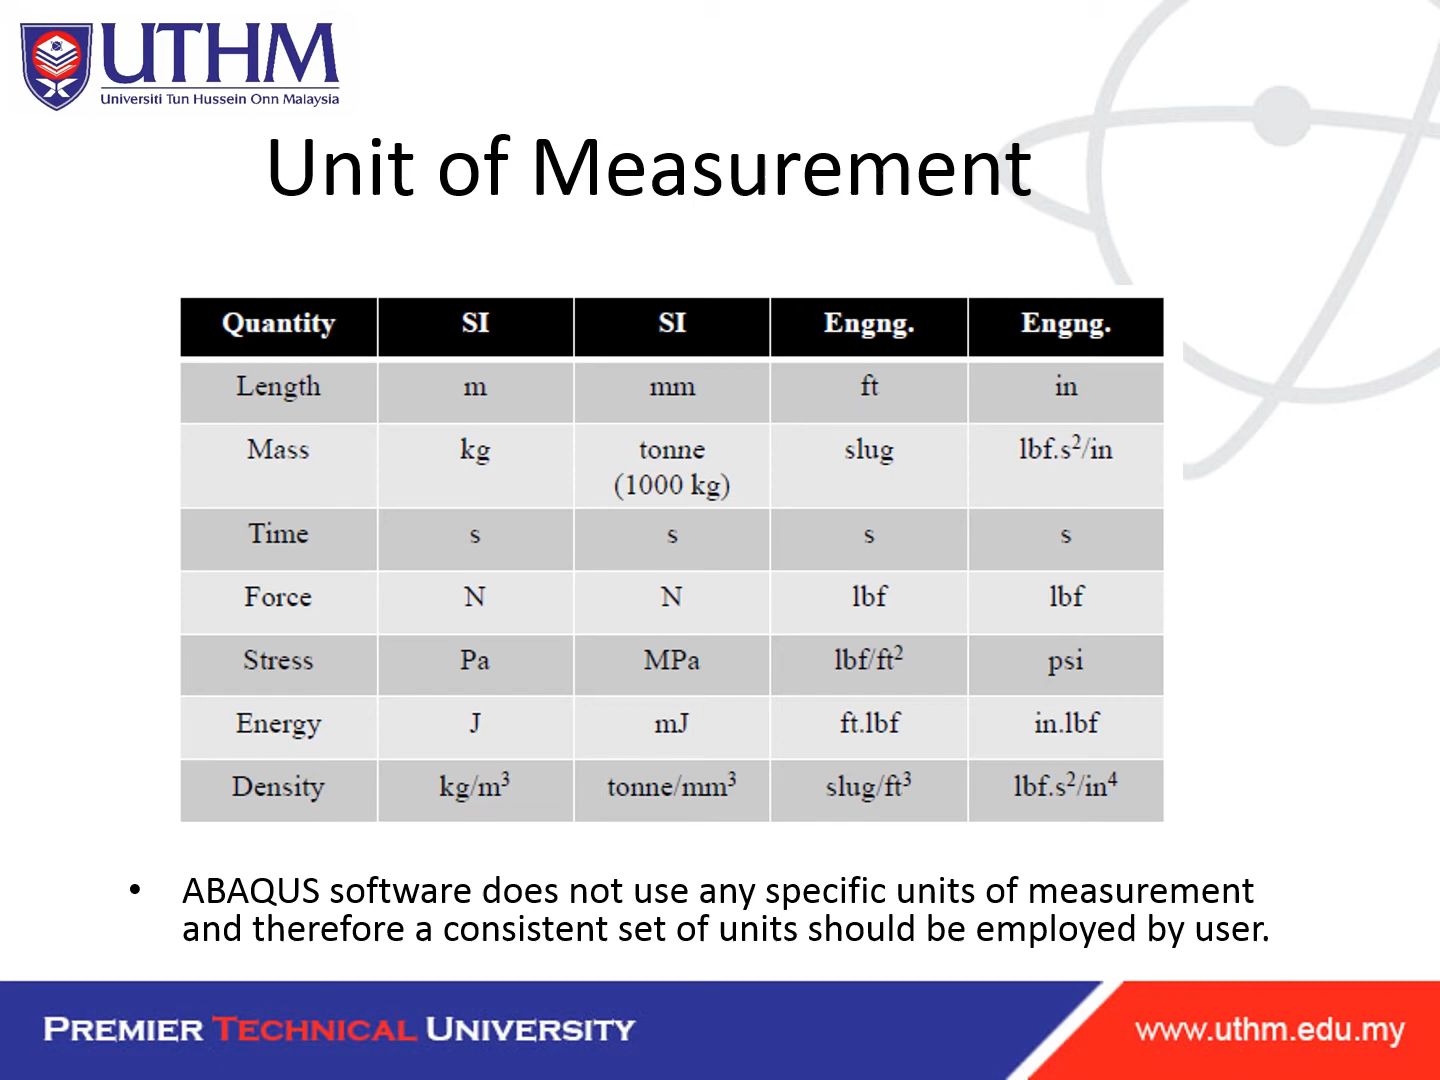 UTHM
Universiti Tun Hussein Onn Malaysia
Unit of Measurement
Quantity SI SI Engng. Engng.
Length m mm ft in
Mass kg tonne (1000 kg) slug lbf.s²/in
Time s s s s
Force N N lbf lbf
Stress Pa MPa lbf/ft² psi
Energy J mJ ft.lbf in.lbf
Density kg/m³ tonne/mm³ slug/ft³ lbf.s²/in⁴
• ABAQUS software does not use any specific units of measurement
and therefore a consistent set of units should be employed by user.
PREMIER TECHNICAL UNIVERSITY
www.uthm.edu.my